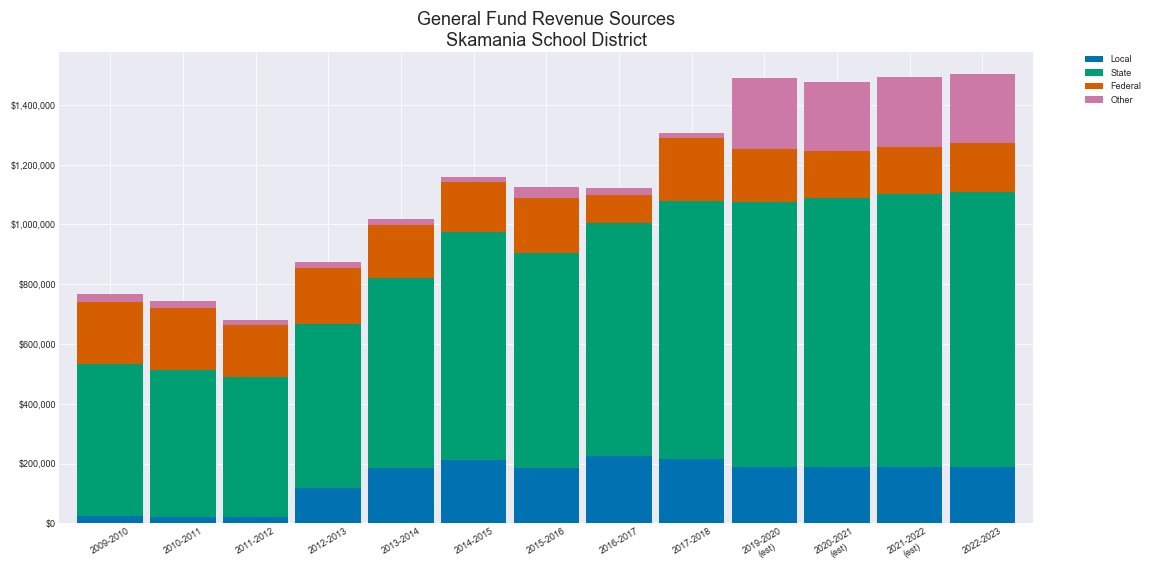 General Fund Revenue Sources
Skamania School District
Local
State
Federal
Other
$1,400,000
$1,200,000
$1,000,000
$800,000
$600,000
$400,000
$200,000
$0
2009-2010
2010-2011
2011-2012
2012-2013
2013-2014
2014-2015
2015-2016
2016-2017
2017-2018
2019-2020
(est)
2020-2021
(est)
2021-2022
(est)
2022-2023